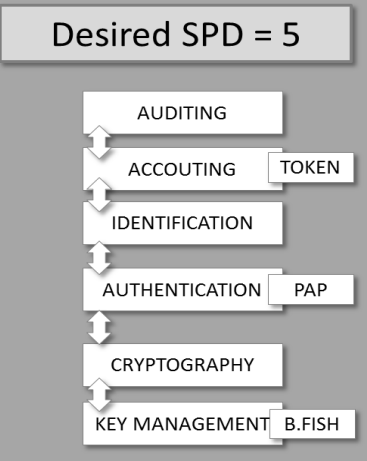 Desired SPD = 5
AUDITING
ACCOUTING TOKEN
IDENTIFICATION
AUTHENTICATION PAP
CRYPTOGRAPHY
KEY MANAGEMENT B.FISH